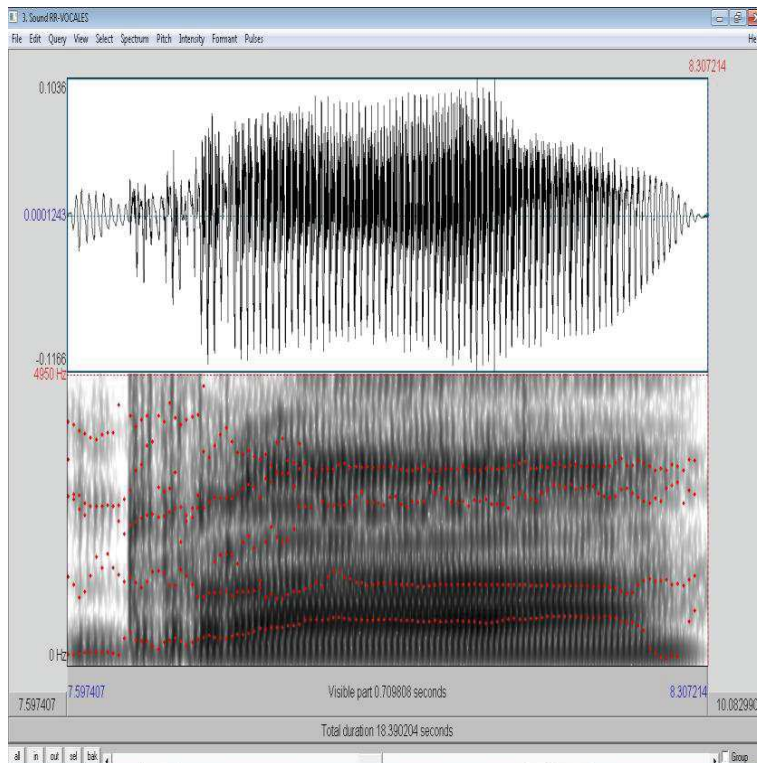 3. Sound RR-VOCALES
File Edit Query View Select Spectrum Pitch Intensity Formant Pulses He
8.307214
0.1036
0.0001243
-0.1166
4950 Hz
0 Hz
7.597407 Visible part 0.709808 seconds 8.307214
7.597407 10.082990
Total duration 18.390204 seconds
all in out sel bak Group